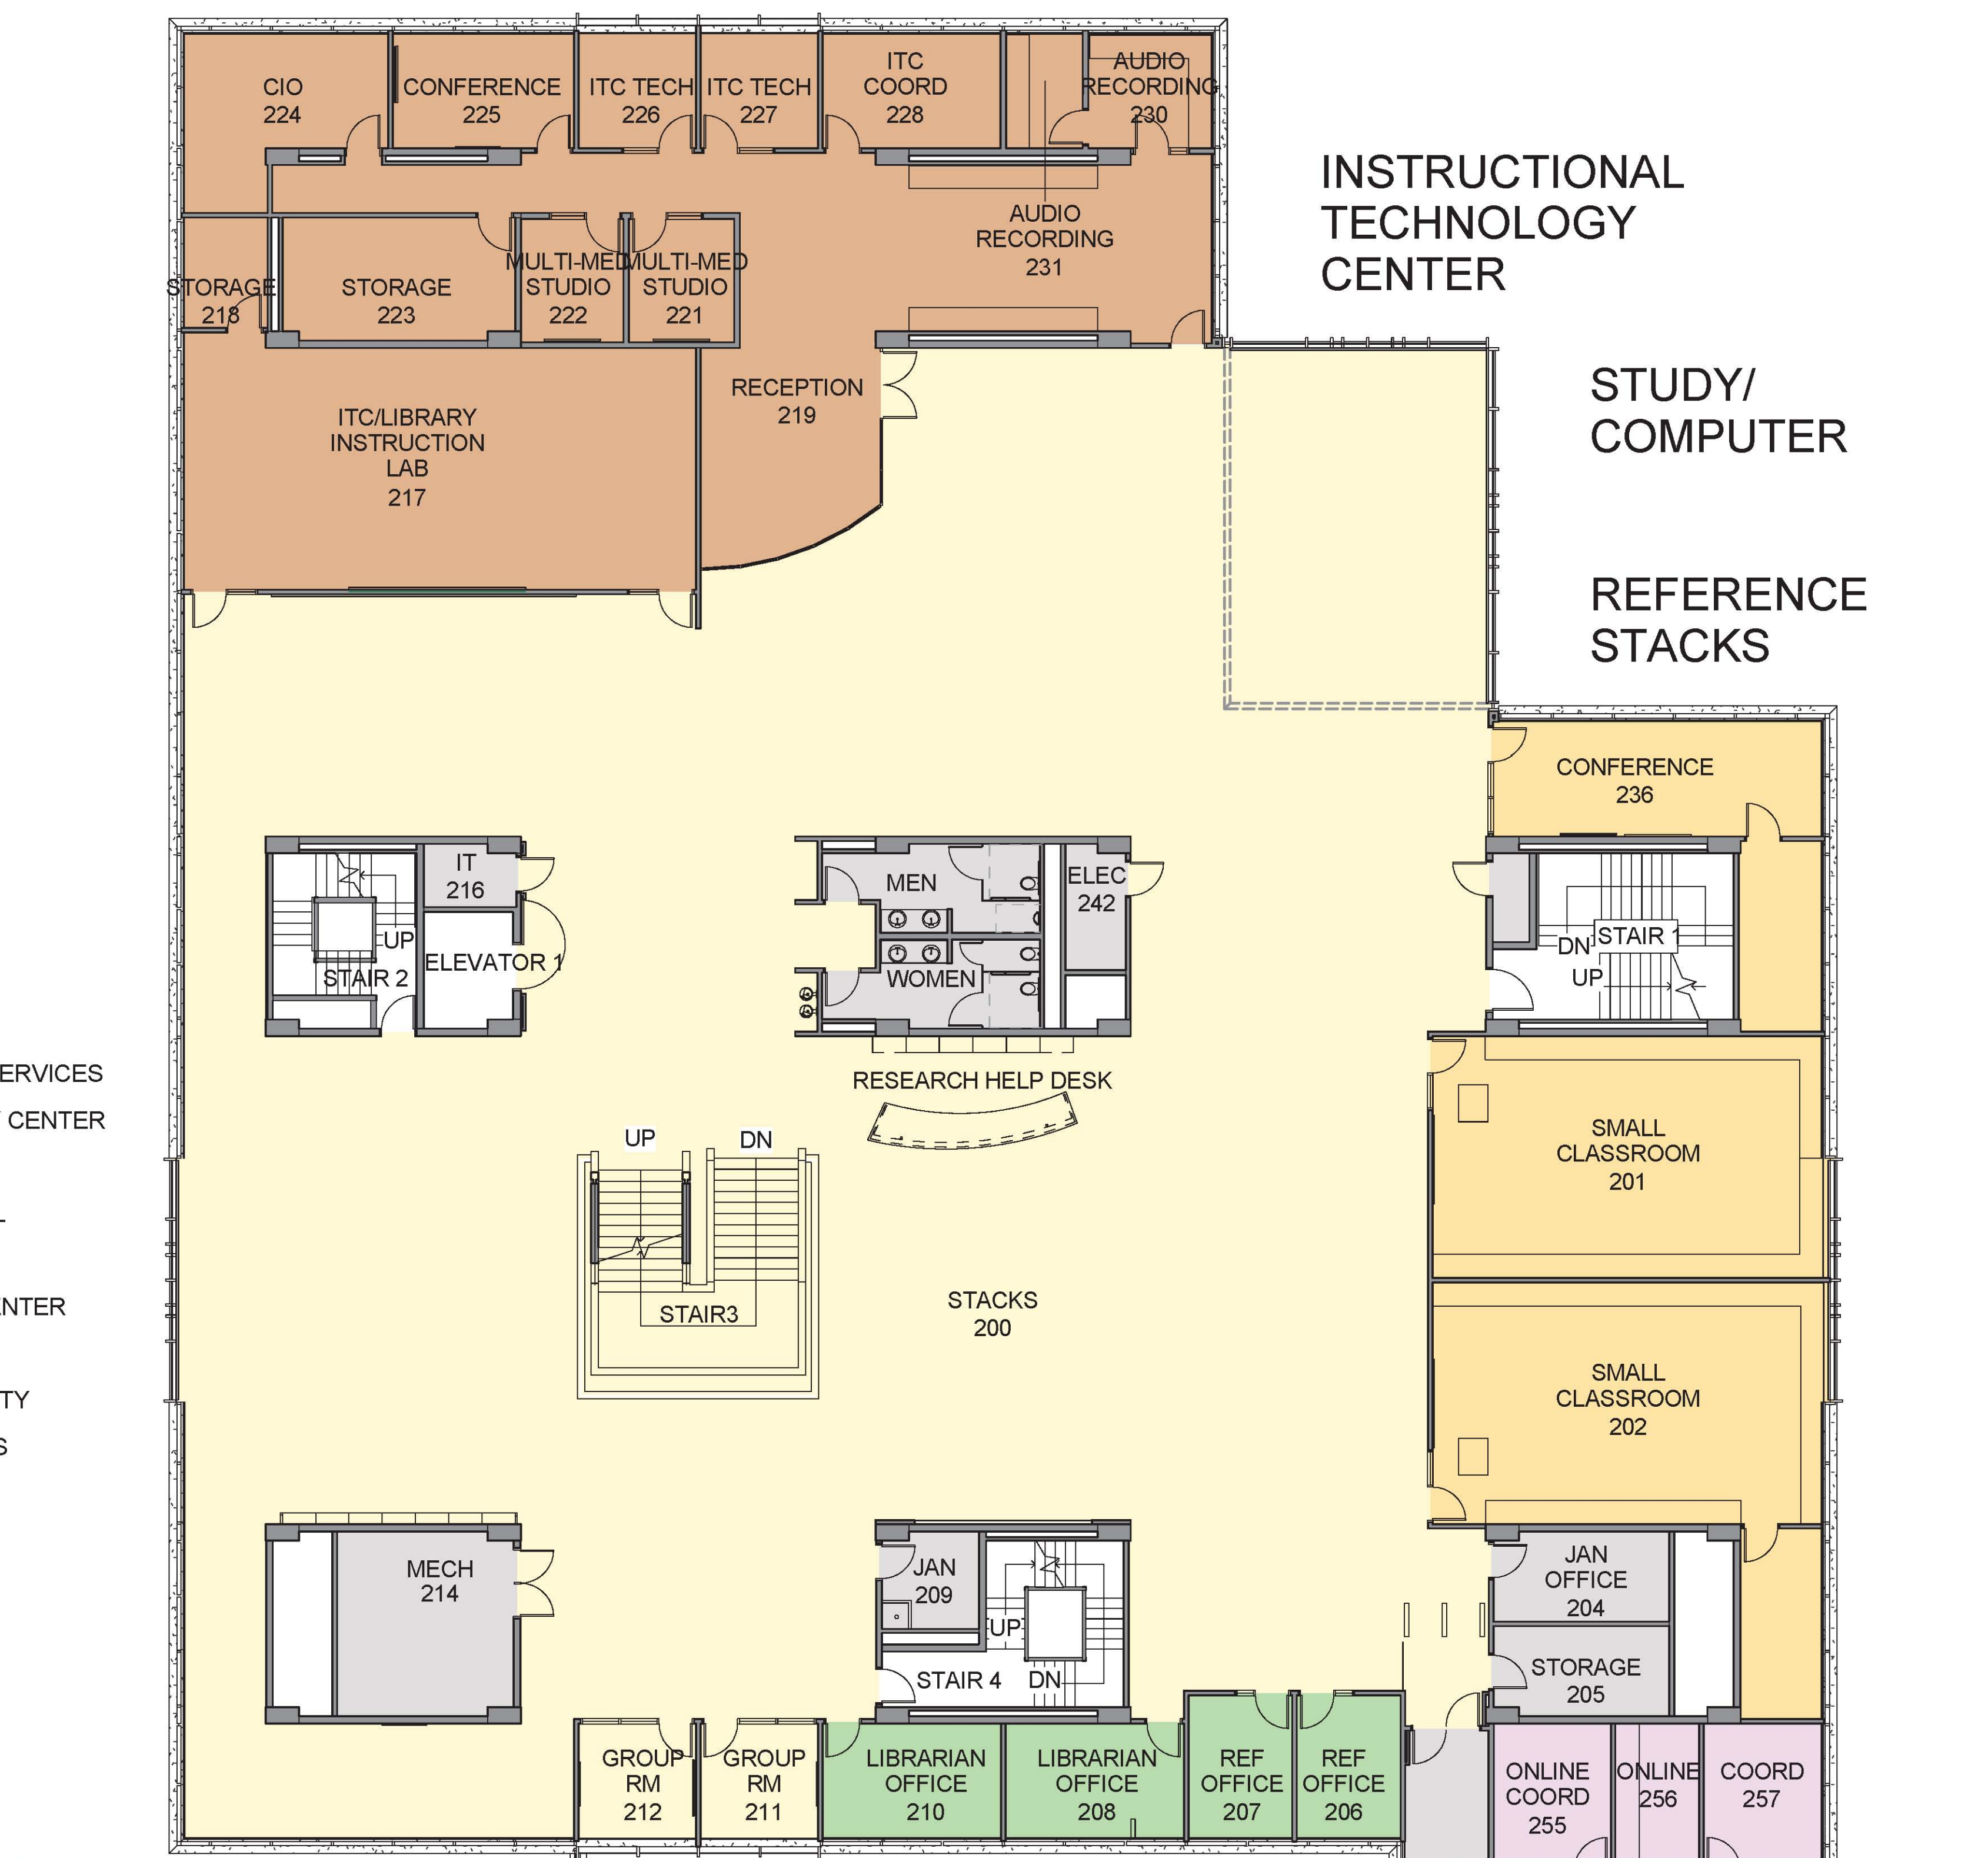 CIO
224
CONFERENCE
225
ITC TECH
226
ITC TECH
227
ITC
COORD
228
AUDIO
RECORDING
230
INSTRUCTIONAL
TECHNOLOGY
CENTER
AUDIO
RECORDING
231
STORAGE
218
STORAGE
223
MULTI-MED
STUDIO
222
MULTI-MED
STUDIO
221
RECEPTION
219
STUDY/
COMPUTER
ITC/LIBRARY
INSTRUCTION
LAB
217
REFERENCE
STACKS
CONFERENCE
236
IT
216
UP
STAIR 2
ELEVATOR 1
MEN
WOMEN
ELEC
242
DN
STAIR 1
UP
ERVICES
CENTER
RESEARCH HELP DESK
SMALL
CLASSROOM
201
UP
DN
STAIR3
STACKS
200
ENTER
TY
S
SMALL
CLASSROOM
202
MECH
214
JAN
209
UP
STAIR 4
DN
JAN
OFFICE
204
STORAGE
205
GROUP
RM
212
GROUP
RM
211
LIBRARIAN
OFFICE
210
LIBRARIAN
OFFICE
208
REF
OFFICE
207
REF
OFFICE
206
ONLINE
COORD
255
ONLINE
256
COORD
257